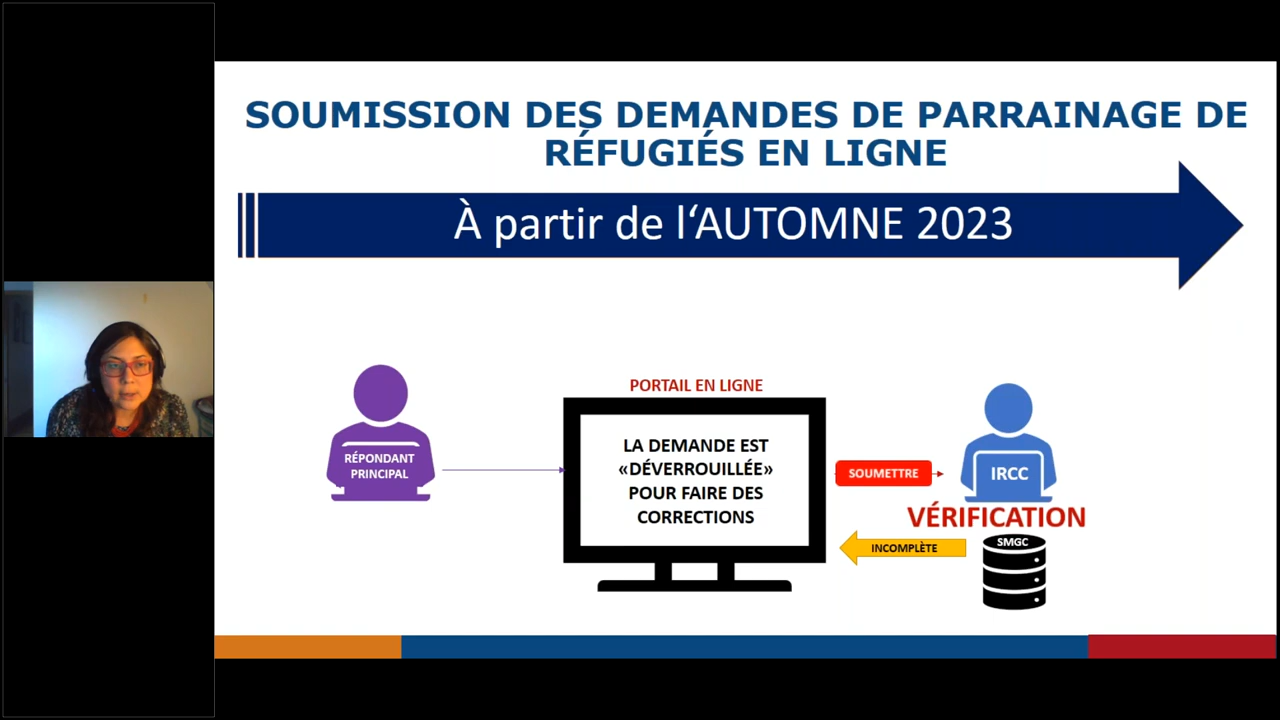 SOUMISSION DES DEMANDES DE PARRAINAGE DE
RÉFUGIÉS EN LIGNE
À partir de l‘AUTOMNE 2023
PORTAIL EN LIGNE
RÉPONDANT
PRINCIPAL
LA DEMANDE EST
«DÉVERROUILLÉE»
POUR FAIRE DES
CORRECTIONS
SOUMETTRE
IRCC
VÉRIFICATION
INCOMPLÈTE
SMGC